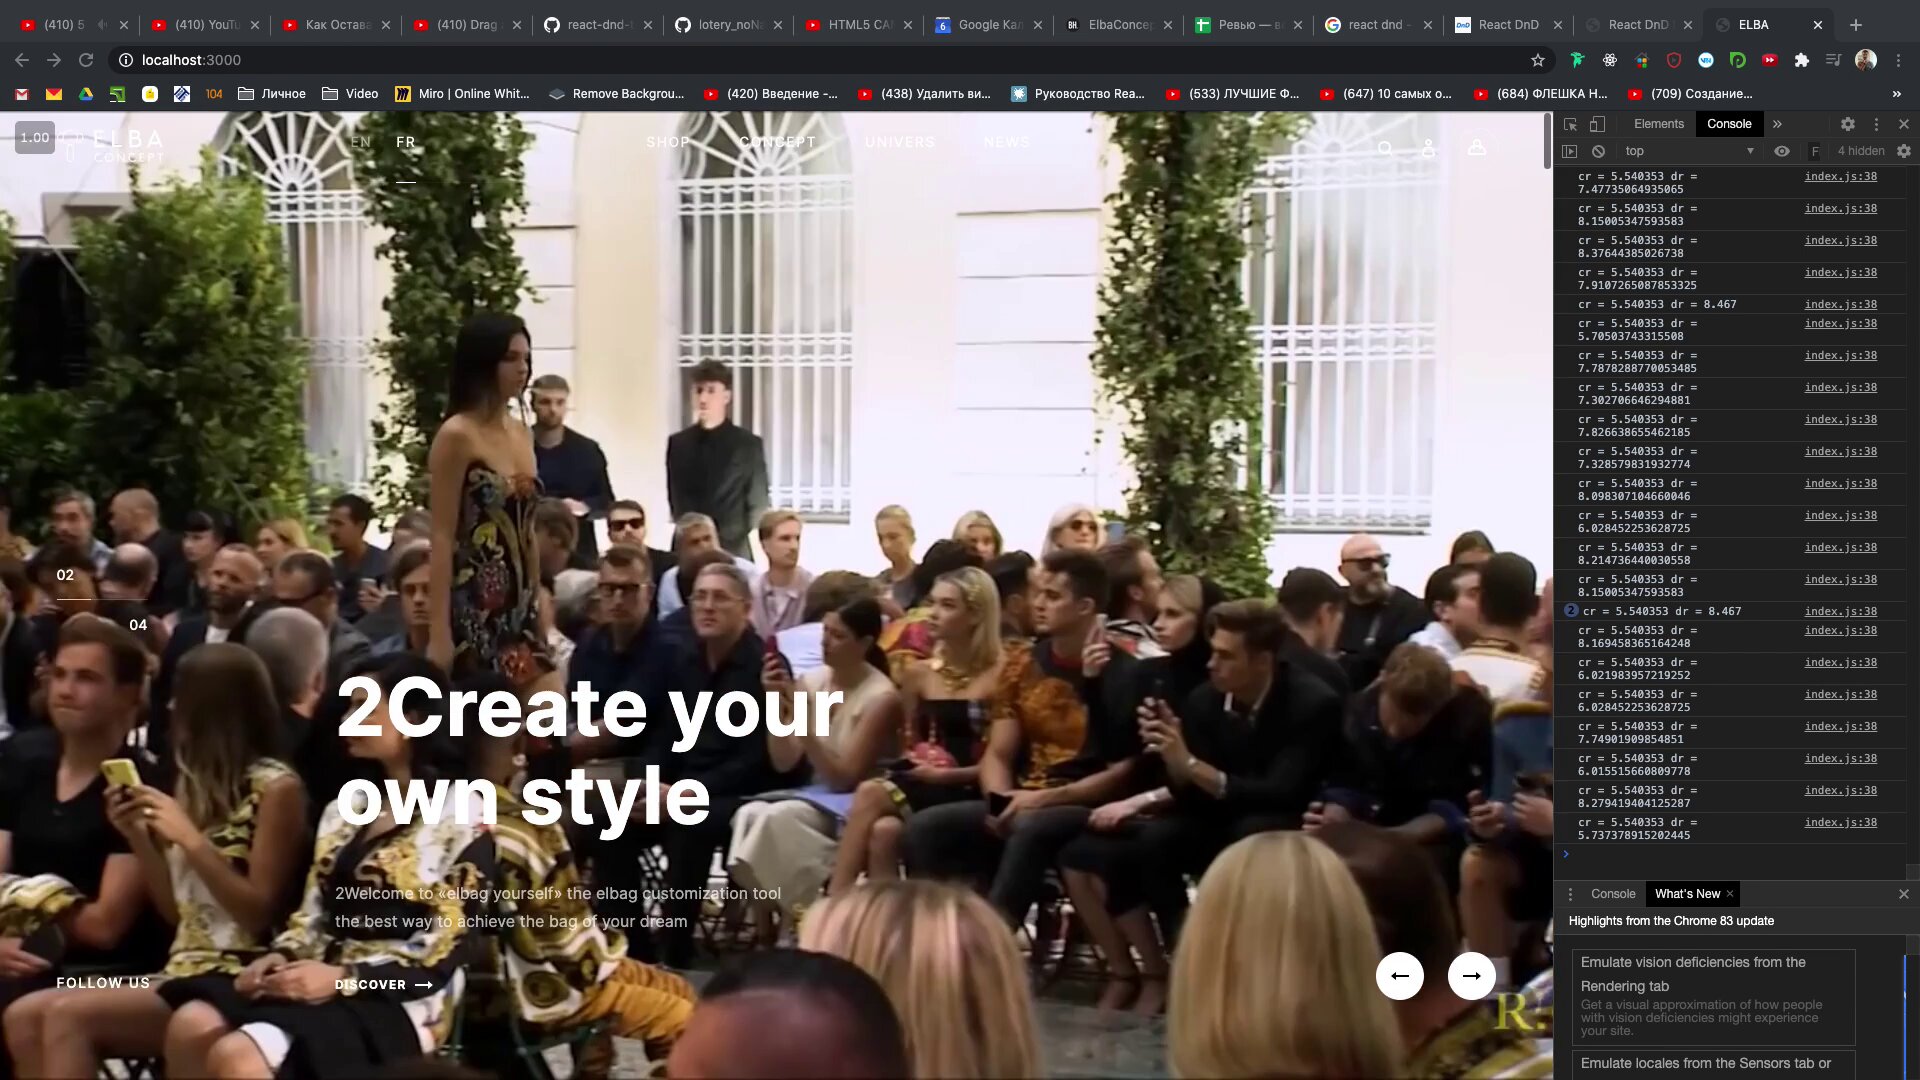 (410) 5
(410) YouTu
Как Остава
(410) Drag
react-dnd-t
lotery_noNa
HTML5 CAN
Google Кал
ElbaConcep
Ревью — ва
react dnd -
React DnD
React DnD
ELBA
localhost:3000
104
Личное
Video
Miro | Online Whit...
Remove Backgrou...
(420) Введение -...
(438) Удалить ви...
Руководство Rea...
(533) ЛУЧШИЕ Ф...
(647) 10 самых о...
(684) ФЛЕШКА Н...
(709) Создание...
»
1.00
ELBA
CONCEPT
EN FR
SHOP CONCEPT UNIVERS NEWS
02
04
2Create your
own style
2Welcome to «elbag yourself» the elbag customization tool
the best way to achieve the bag of your dream
FOLLOW US
DISCOVER
R.
Elements Console »
top F 4 hidden
cr = 5.540353 dr = index.js:38
7.47735064935065
cr = 5.540353 dr = index.js:38
8.15005347593583
cr = 5.540353 dr = index.js:38
8.37644385026738
cr = 5.540353 dr = index.js:38
7.9107265087853325
cr = 5.540353 dr = 8.467 index.js:38
cr = 5.540353 dr = index.js:38
5.70503743315508
cr = 5.540353 dr = index.js:38
7.7878288770053485
cr = 5.540353 dr = index.js:38
7.302706646294881
cr = 5.540353 dr = index.js:38
7.826638655462185
cr = 5.540353 dr = index.js:38
7.328579831932774
cr = 5.540353 dr = index.js:38
8.098307104660046
cr = 5.540353 dr = index.js:38
6.028452253628725
cr = 5.540353 dr = index.js:38
8.214736440030558
cr = 5.540353 dr = index.js:38
8.15005347593583
2 cr = 5.540353 dr = 8.467 index.js:38
cr = 5.540353 dr = index.js:38
8.169458365164248
cr = 5.540353 dr = index.js:38
6.021983957219252
cr = 5.540353 dr = index.js:38
6.028452253628725
cr = 5.540353 dr = index.js:38
7.74901909854851
cr = 5.540353 dr = index.js:38
6.015515660809778
cr = 5.540353 dr = index.js:38
8.279419404125287
cr = 5.540353 dr = index.js:38
5.737378915202445
Console What's New
Highlights from the Chrome 83 update
Emulate vision deficiencies from the
Rendering tab
Get a visual approximation of how people
with vision deficiencies might experience
your site.
Emulate locales from the Sensors tab or